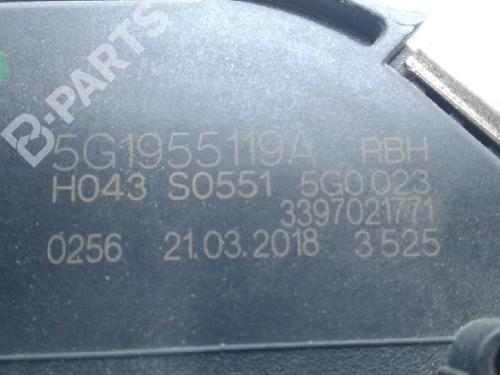 B-PARTS
5G1955119A RBH
H043 S0551 5G0 023
3397021771
0256 21.03.2018 3 525